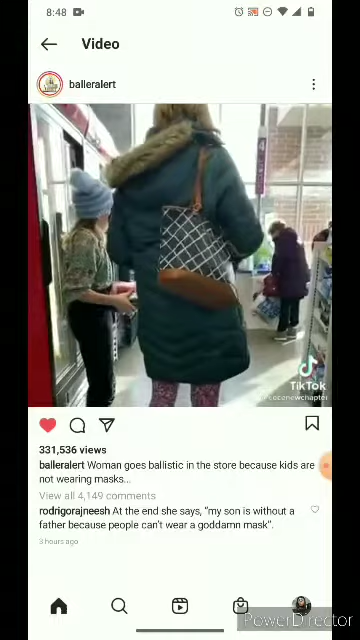 8:48
Video
balleralert
TikTok
331,536 views
balleralert Woman goes ballistic in the store because kids are
not wearing masks...
View all 4,149 comments
rodrigorajneesh At the end she says, "my son is without a
father because people can't wear a goddamn mask".
3 hours ago
PowerDirector